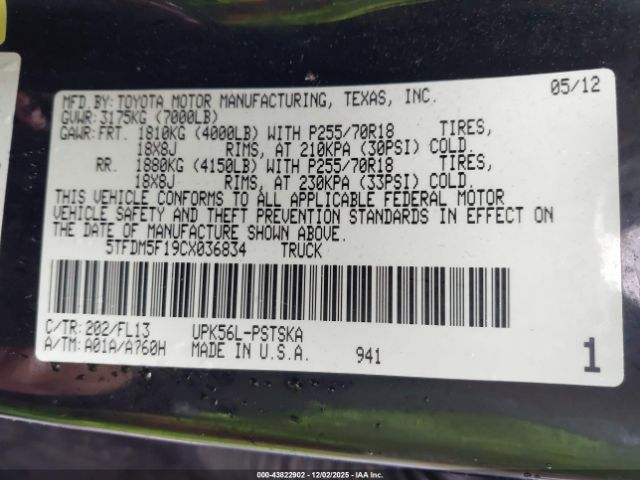 05/12
MFD.BY:TOYOTA MOTOR MANUFACTURING, TEXAS, INC.
GVWR:3175KG (7000LB)
GAWR:FRT. 1810KG (4000LB) WITH P255/70R18 TIRES,
18X8J RIMS, AT 210KPA (30PSI) COLD.
RR. 1880KG (4150LB) WITH P255/70R18 TIRES,
18X8J RIMS, AT 230KPA (33PSI) COLD.
THIS VEHICLE CONFORMS TO ALL APPLICABLE FEDERAL MOTOR
VEHICLE SAFETY AND THEFT PREVENTION STANDARDS IN EFFECT ON
THE DATE OF MANUFACTURE SHOWN ABOVE.
5TFDM5F19CX036834 TRUCK
C/TR:202/FL13 UPK56L-PSTSKA
A/TM:A01A/A760H MADE IN U.S.A. 941 1
00-43822902 - 12/02/2025 - IAAI.COM